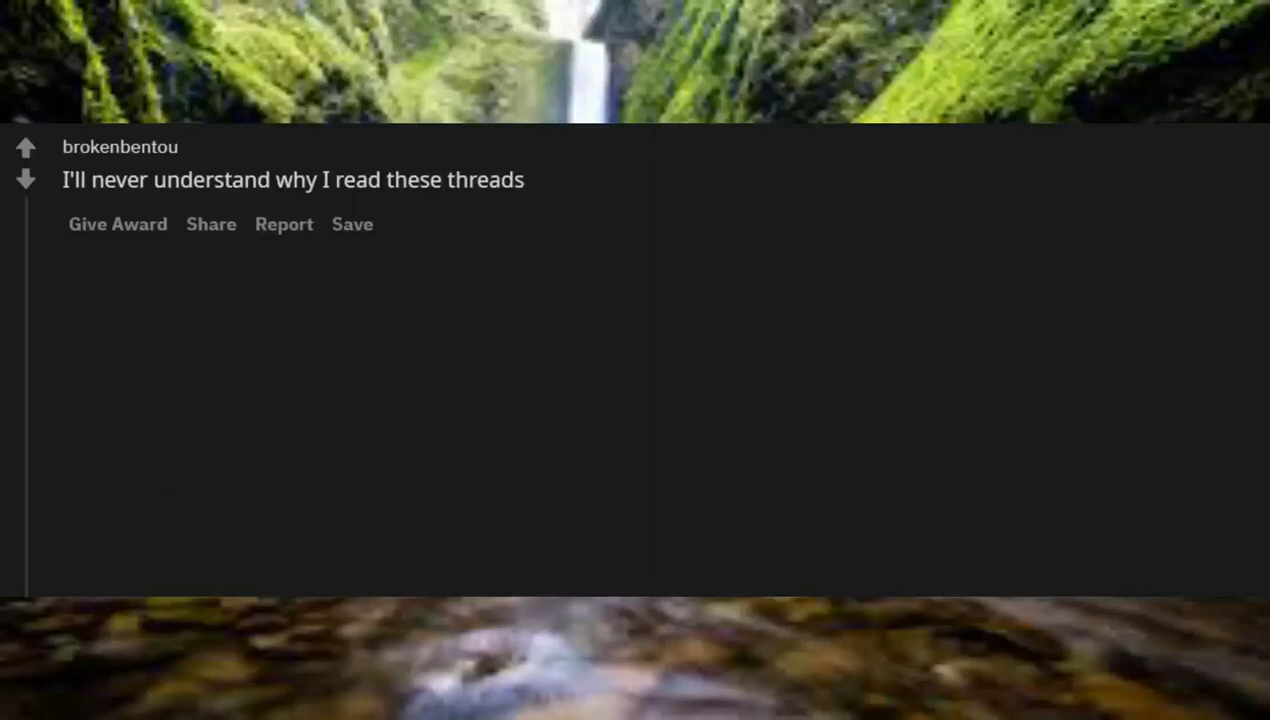 brokenbentou
I'll never understand why I read these threads
Give Award Share Report Save